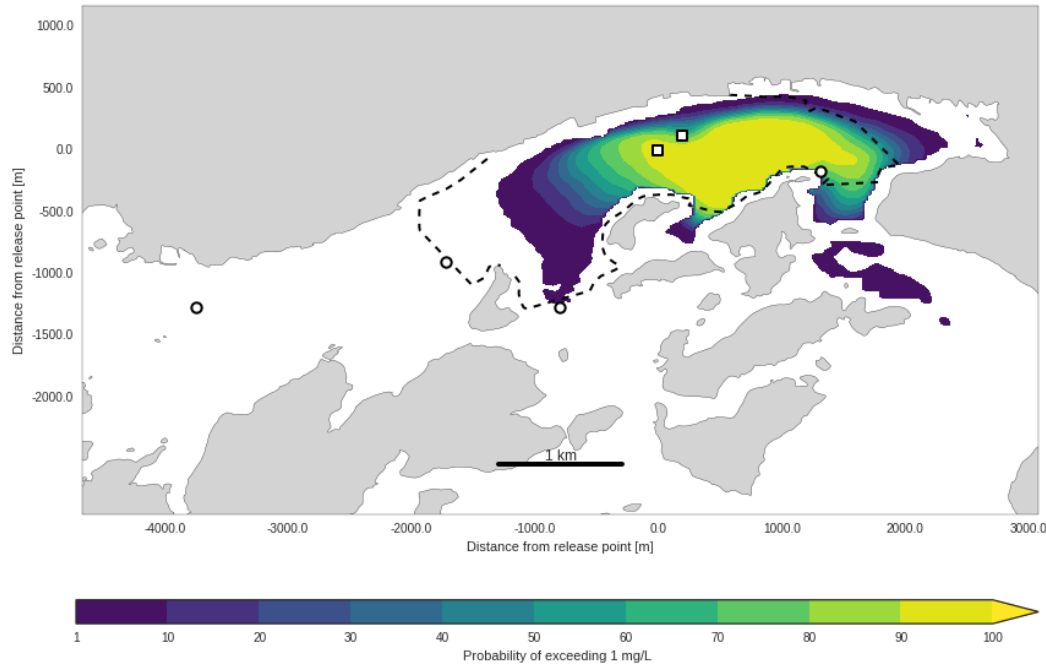 1000.0
500.0
0.0
-500.0
-1000.0
-1500.0
-2000.0
Distance from release point [m]
1 km
-4000.0 -3000.0 -2000.0 -1000.0 0.0 1000.0 2000.0 3000.0
Distance from release point [m]
1 10 20 30 40 50 60 70 80 90 100
Probability of exceeding 1 mg/L